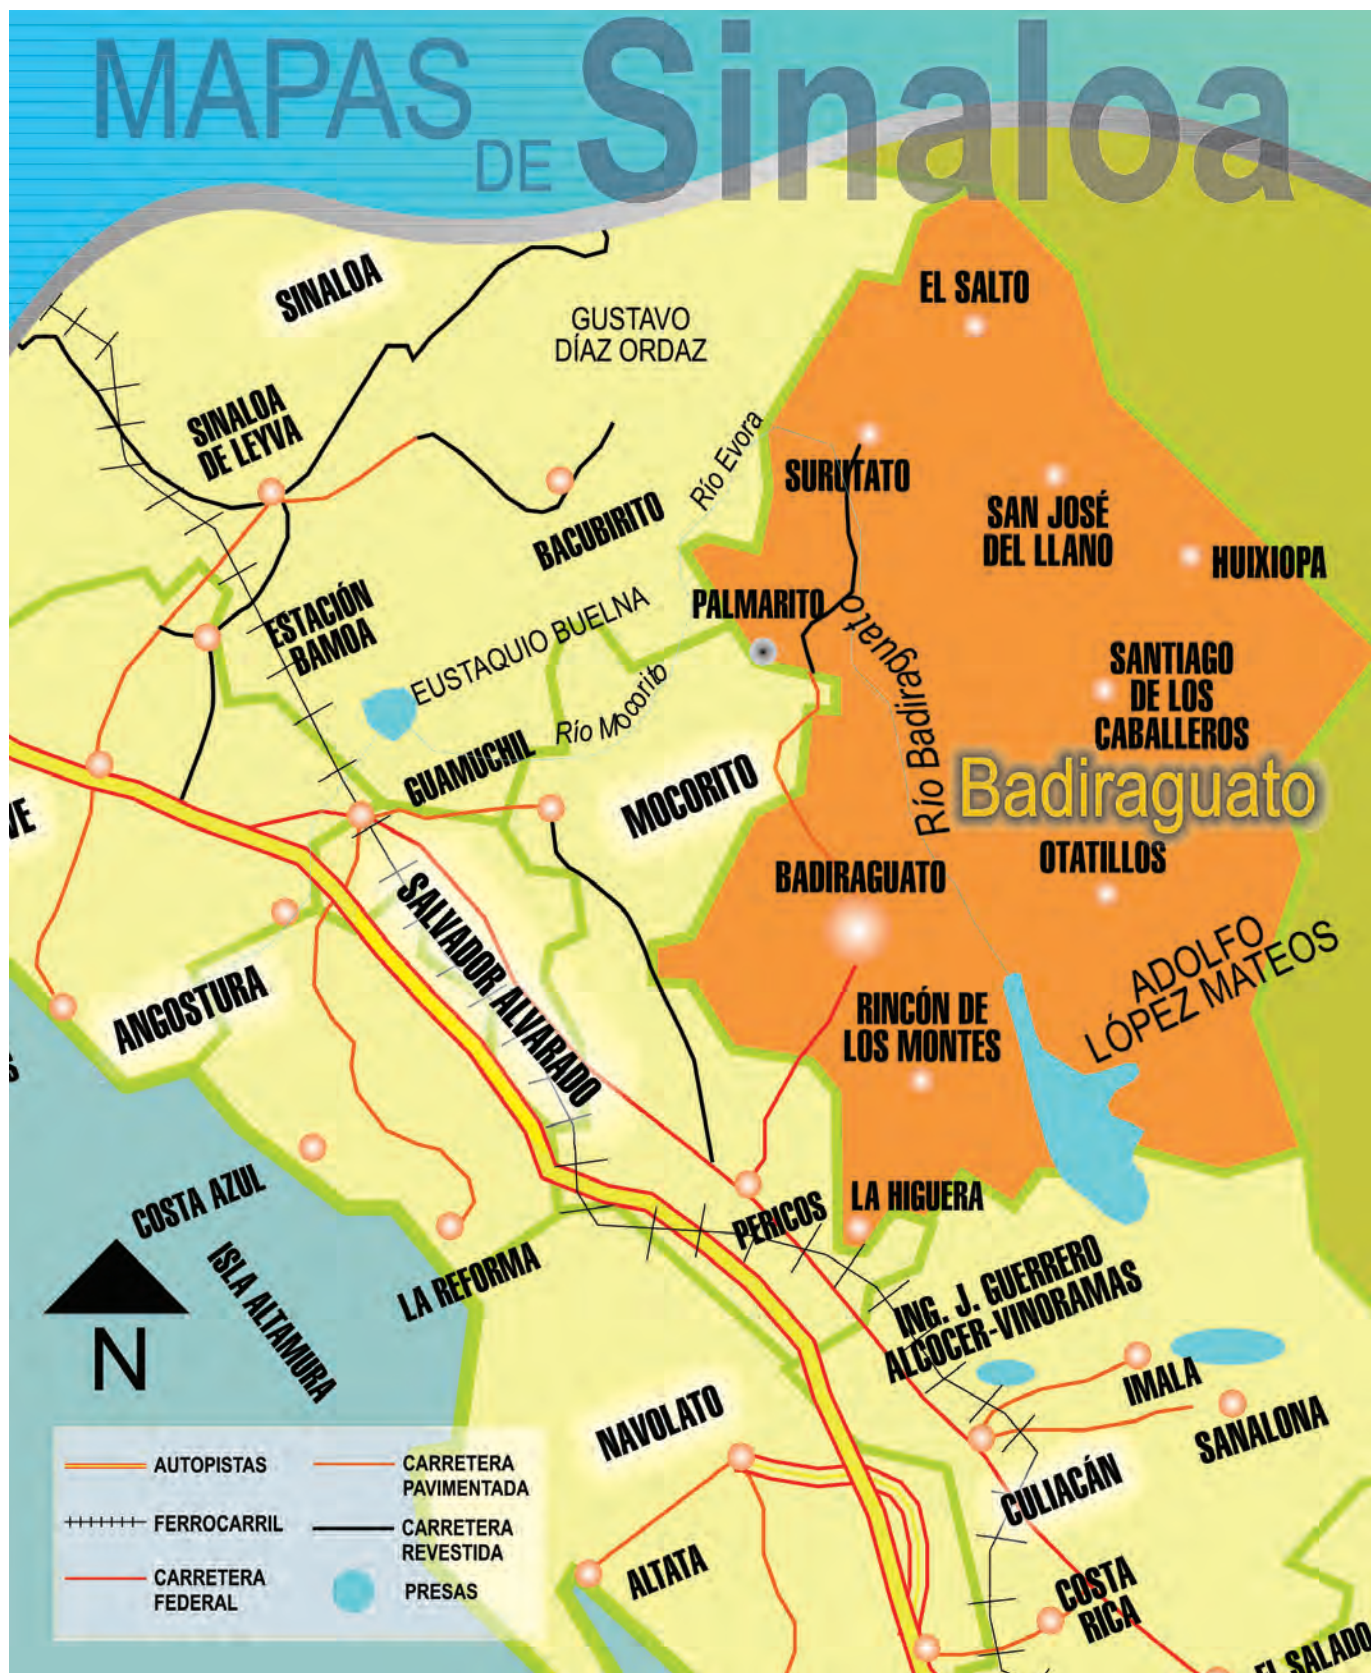 MAPAS
DE Sinaloa
SINALOA
EL SALTO
GUSTAVO
DÍAZ ORDAZ
SINALOA
DE LEYVA
Río Evora
SURUTATO
BACUBIRITO
SAN JOSÉ
DEL LLANO
HUIXIOPA
ESTACIÓN
BAMOA
EUSTAQUIO BUELNA
PALMARITO
Río Badiraguato
SANTIAGO
DE LOS
CABALLEROS
Río Mocorito
GUAMUCHIL
MOCORITO
Badiraguato
VE
BADIRAGUATO
OTATILLOS
SALVADOR ALVARADO
ADOLFO
LÓPEZ MATEOS
ANGOSTURA
RINCÓN DE
LOS MONTES
S
COSTA AZUL
PERICOS
LA HIGUERA
ISLA ALTAMURA
LA REFORMA
ING. J. GUERRERO
ALCOCER-VINORAMAS
N
IMALA
NAVOLATO
SANALONA
CULIACÁN
ALTATA
COSTA
RICA
EL SALADO
AUTOPISTAS
FERROCARRIL
CARRETERA
FEDERAL
CARRETERA
PAVIMENTADA
CARRETERA
REVESTIDA
PRESAS